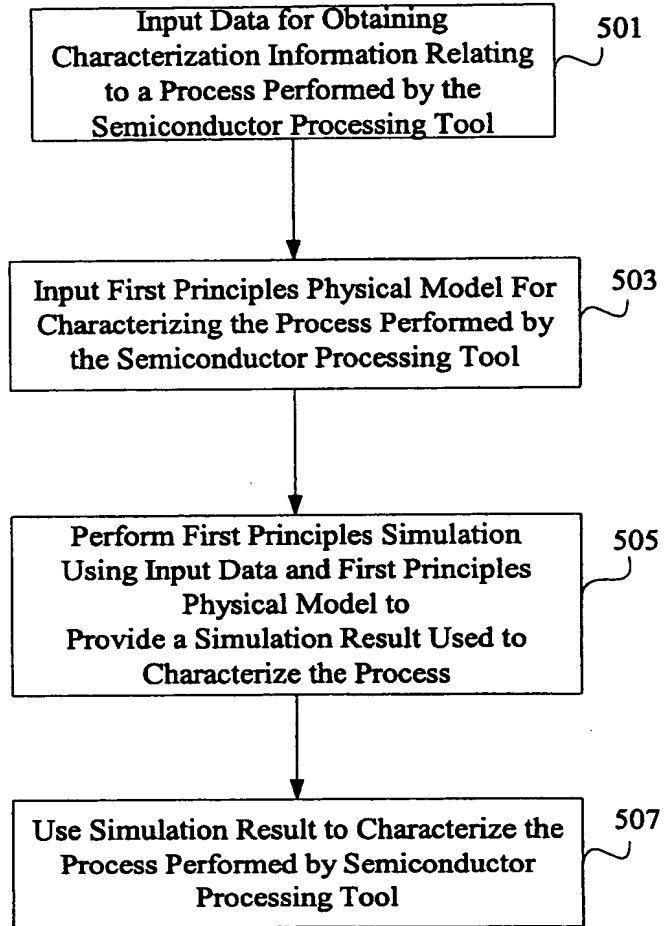 Input Data for Obtaining
Characterization Information Relating
to a Process Performed by the
Semiconductor Processing Tool
501
Input First Principles Physical Model For
Characterizing the Process Performed by
the Semiconductor Processing Tool
503
Perform First Principles Simulation
Using Input Data and First Principles
Physical Model to
Provide a Simulation Result Used to
Characterize the Process
505
Use Simulation Result to Characterize the
Process Performed by Semiconductor
Processing Tool
507